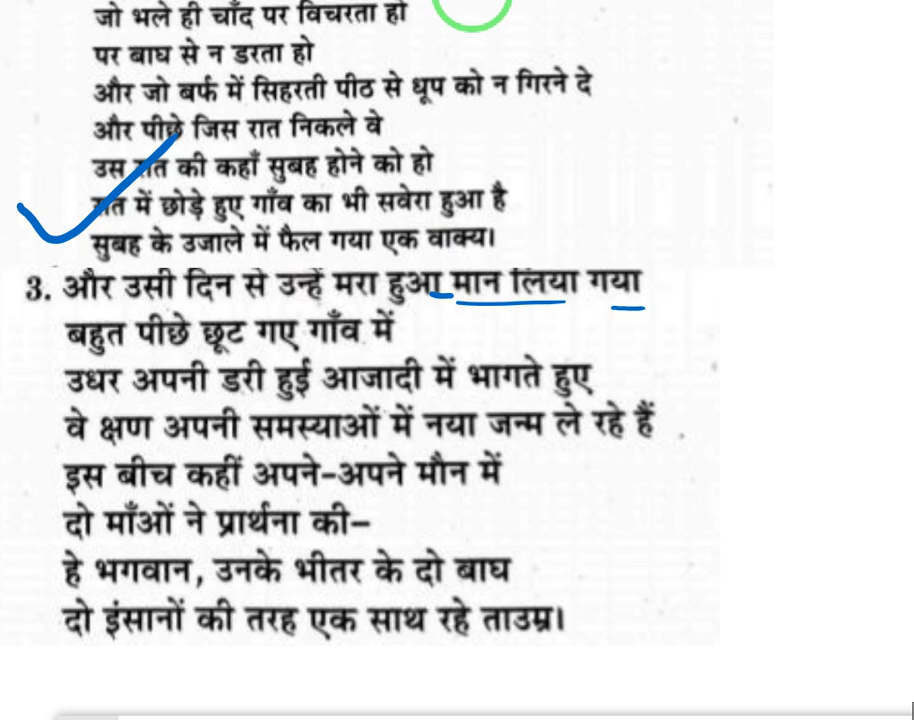 जो भले ही चाँद पर विचरता हो
पर बाघ से न डरता हो
और जो बर्फ में सिहरती पीठ से धूप को न गिरने दे
और पीछे जिस रात निकले वे
उस रात की कहाँ सुबह होने को हो
रात में छोड़े हुए गाँव का भी सवेरा हुआ है
सुबह के उजाले में फैल गया एक वाक्य।
3. और उसी दिन से उन्हें मरा हुआ मान लिया गया
बहुत पीछे छूट गए गाँव में
उधर अपनी डरी हुई आजादी में भागते हुए
वे क्षण अपनी समस्याओं में नया जन्म ले रहे हैं
इस बीच कहीं अपने-अपने मौन में
दो माँओं ने प्रार्थना की–
हे भगवान, उनके भीतर के दो बाघ
दो इंसानों की तरह एक साथ रहे ताउम्र।